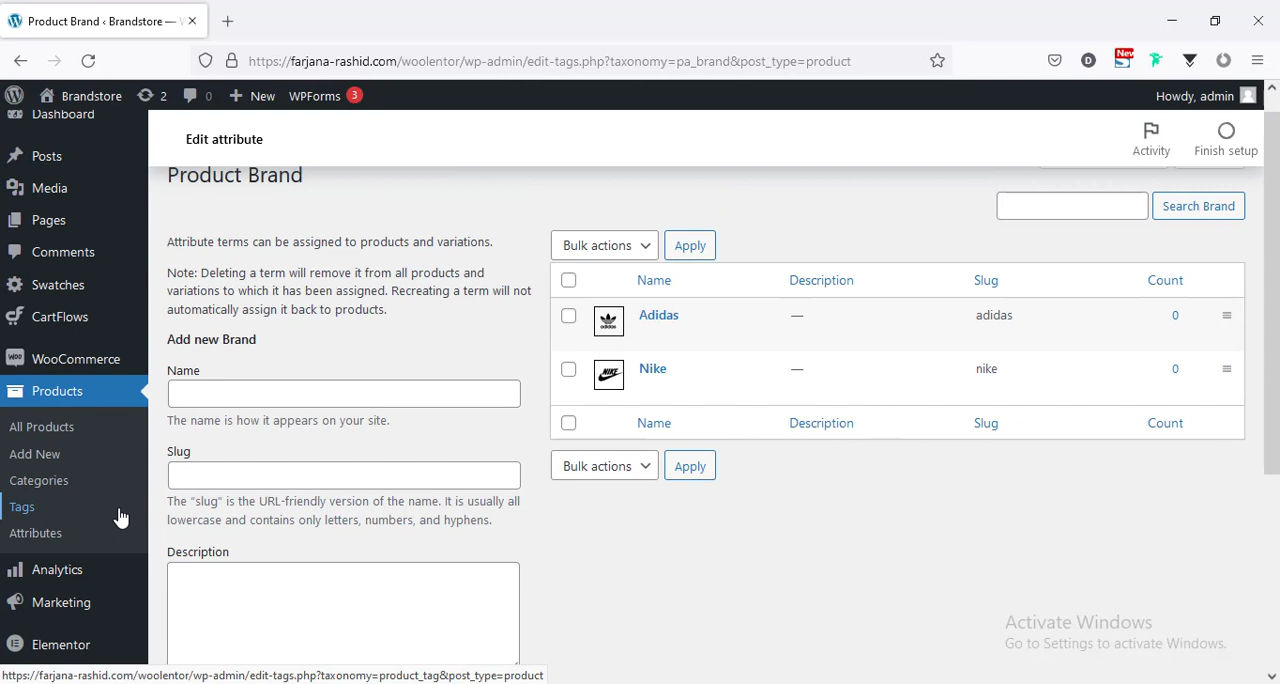 Product Brand ‹ Brandstore —
https://farjana-rashid.com/woolentor/wp-admin/edit-tags.php?taxonomy=pa_brand&post_type=product
D
New
Brandstore
2
0
New
WPForms
3
Howdy, admin
Dashboard
Posts
Media
Pages
Comments
Swatches
CartFlows
WooCommerce
Products
All Products
Add New
Categories
Tags
Attributes
Analytics
Marketing
Elementor
Edit attribute
Activity
Finish setup
Product Brand
Search Brand
Attribute terms can be assigned to products and variations.
Note: Deleting a term will remove it from all products and
variations to which it has been assigned. Recreating a term will not
automatically assign it back to products.
Add new Brand
Name
The name is how it appears on your site.
Slug
The “slug” is the URL-friendly version of the name. It is usually all
lowercase and contains only letters, numbers, and hyphens.
Description
Bulk actions
Apply
Name Description Slug Count
adidas
Adidas — adidas 0
NIKE
Nike — nike 0
Name Description Slug Count
Bulk actions
Apply
Activate Windows
Go to Settings to activate Windows.
https://farjana-rashid.com/woolentor/wp-admin/edit-tags.php?taxonomy=product_tag&post_type=product